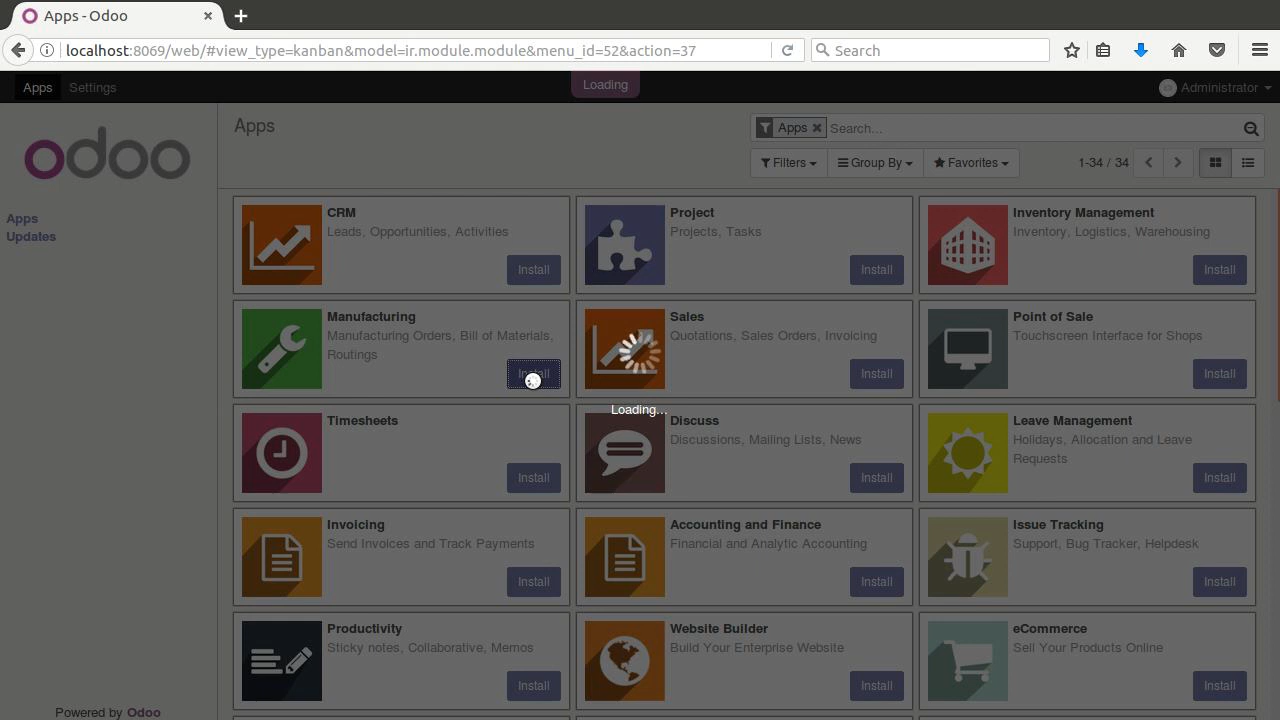 Apps - Odoo
localhost:8069/web/#view_type=kanban&model=ir.module.module&menu_id=52&action=37
Search
Apps Settings
Loading
Administrator
odoo
Apps
Updates
Apps
Apps Search...
Filters Group By Favorites 1-34 / 34
CRM
Leads, Opportunities, Activities
Install
Project
Projects, Tasks
Install
Inventory Management
Inventory, Logistics, Warehousing
Install
Manufacturing
Manufacturing Orders, Bill of Materials,
Routings
Install
Sales
Quotations, Sales Orders, Invoicing
Install
Point of Sale
Touchscreen Interface for Shops
Install
Loading...
Timesheets
Install
Discuss
Discussions, Mailing Lists, News
Install
Leave Management
Holidays, Allocation and Leave
Requests
Install
Invoicing
Send Invoices and Track Payments
Install
Accounting and Finance
Financial and Analytic Accounting
Install
Issue Tracking
Support, Bug Tracker, Helpdesk
Install
Productivity
Sticky notes, Collaborative, Memos
Install
Website Builder
Build Your Enterprise Website
Install
eCommerce
Sell Your Products Online
Install
Powered by Odoo